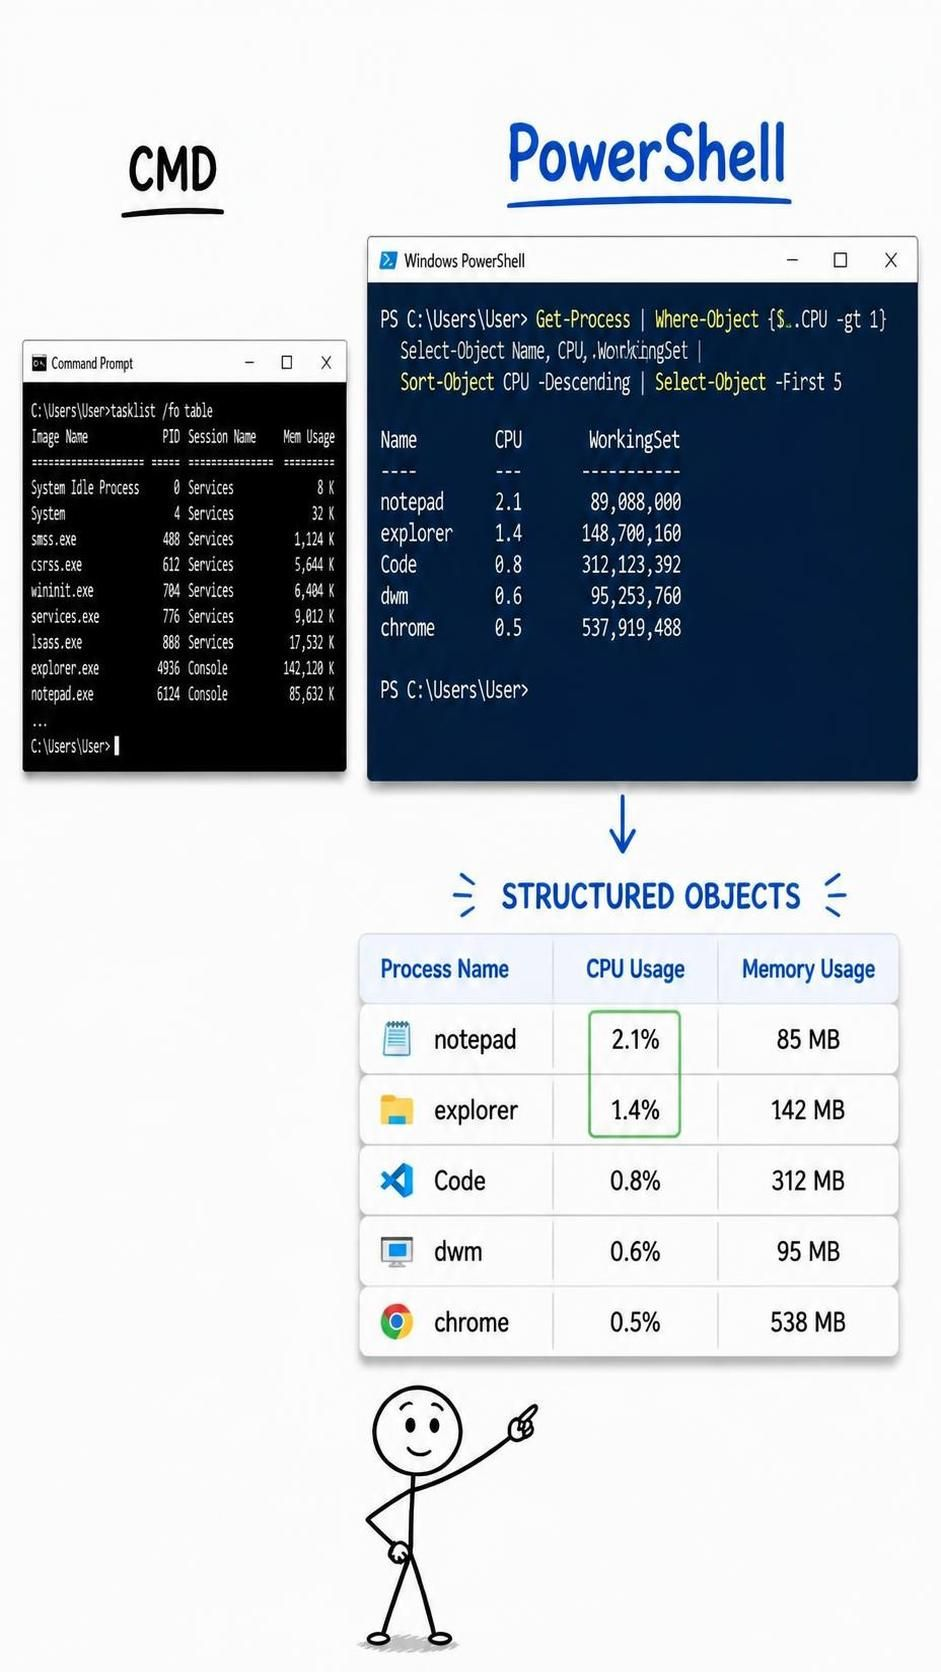 CMD
PowerShell
Command Prompt
C:\Users\User>tasklist /fo table
Image Name PID Session Name Mem Usage
==================== ===== =============== =========
System Idle Process 0 Services 8 K
System 4 Services 32 K
smss.exe 488 Services 1,124 K
csrss.exe 612 Services 5,644 K
wininit.exe 704 Services 6,404 K
services.exe 776 Services 9,012 K
lsass.exe 888 Services 17,532 K
explorer.exe 4936 Console 142,120 K
notepad.exe 6124 Console 85,632 K
...
C:\Users\User>
Windows PowerShell
PS C:\Users\User> Get-Process | Where-Object {$_.CPU -gt 1}
Select-Object Name, CPU, .WorkingSet |
Sort-Object CPU -Descending | Select-Object -First 5
Name CPU WorkingSet
---- --- -----------
notepad 2.1 89,088,000
explorer 1.4 148,700,160
Code 0.8 312,123,392
dwm 0.6 95,253,760
chrome 0.5 537,919,488
PS C:\Users\User>
STRUCTURED OBJECTS
Process Name CPU Usage Memory Usage
notepad 2.1% 85 MB
explorer 1.4% 142 MB
Code 0.8% 312 MB
dwm 0.6% 95 MB
chrome 0.5% 538 MB